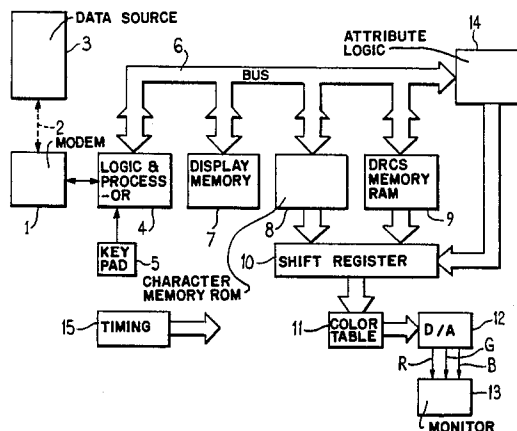 DATA SOURCE
3
2
MODEM
1
LOGIC &
PROCESS
-OR
4
KEY
PAD
5
6
BUS
DISPLAY
MEMORY
7
8
CHARACTER
MEMORY ROM
DRCS
MEMORY
RAM
9
ATTRIBUTE
LOGIC
14
10
SHIFT REGISTER
15
TIMING
11
COLOR
TABLE
D/A
12
R
G
B
13
MONITOR